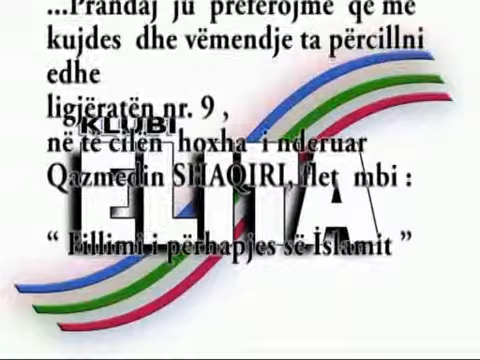 ...Prandaj ju preferojmë që me
kujdes dhe vëmendje ta përcillni
edhe
ligjëratën nr. 9 ,
KLUBI
në të cilën hoxha i nderuar
ELITA
Qazmedin SHAQIRI, flet mbi :
“ Fillimi i përhapjes së Islamit ”